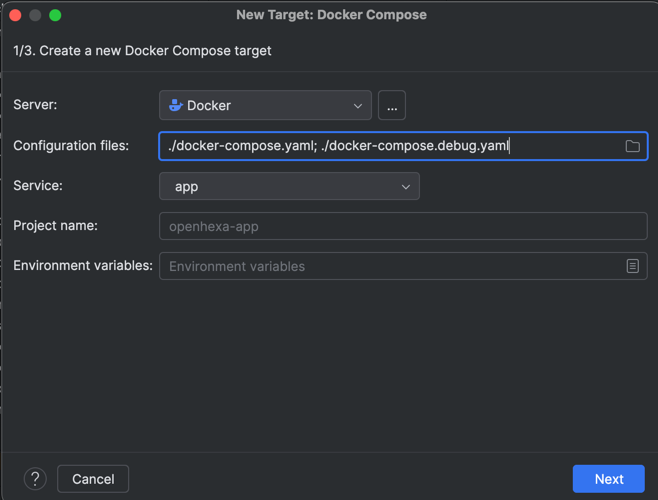 New Target: Docker Compose
1/3. Create a new Docker Compose target
Server: Docker ...
Configuration files: ./docker-compose.yaml; ./docker-compose.debug.yaml
Service: app
Project name: openhexa-app
Environment variables: Environment variables
? Cancel Next